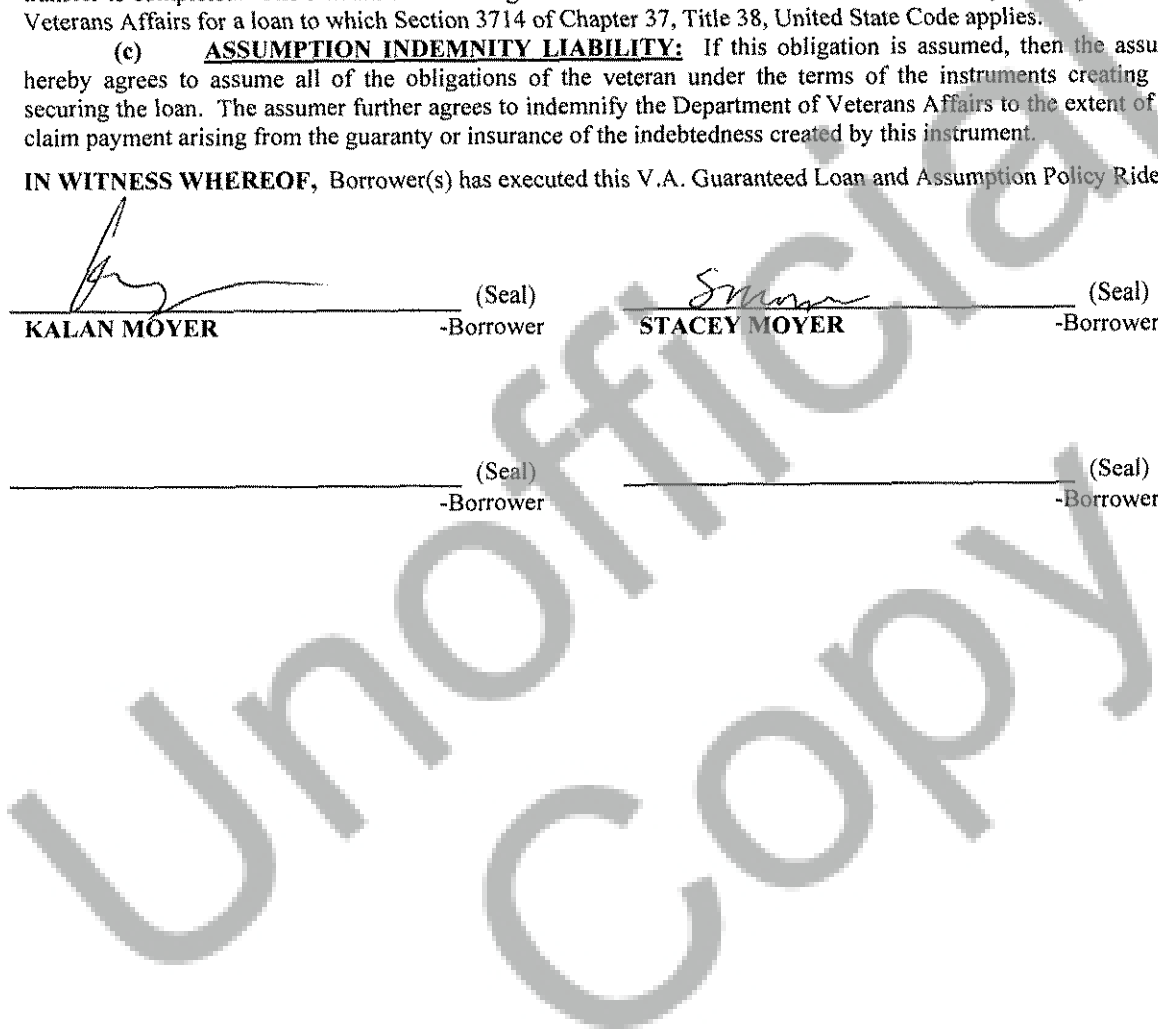 Veterans Affairs for a loan to which Section 3714 of Chapter 37, Title 38, United State Code applies.
(c) ASSUMPTION INDEMNITY LIABILITY: If this obligation is assumed, then the assu
hereby agrees to assume all of the obligations of the veteran under the terms of the instruments creating
securing the loan. The assumer further agrees to indemnify the Department of Veterans Affairs to the extent of
claim payment arising from the guaranty or insurance of the indebtedness created by this instrument.
IN WITNESS WHEREOF, Borrower(s) has executed this V.A. Guaranteed Loan and Assumption Policy Ride
(Seal) (Seal)
KALAN MOYER -Borrower STACEY MOYER -Borrower
(Seal) (Seal)
-Borrower -Borrower
Unofficial
Copy